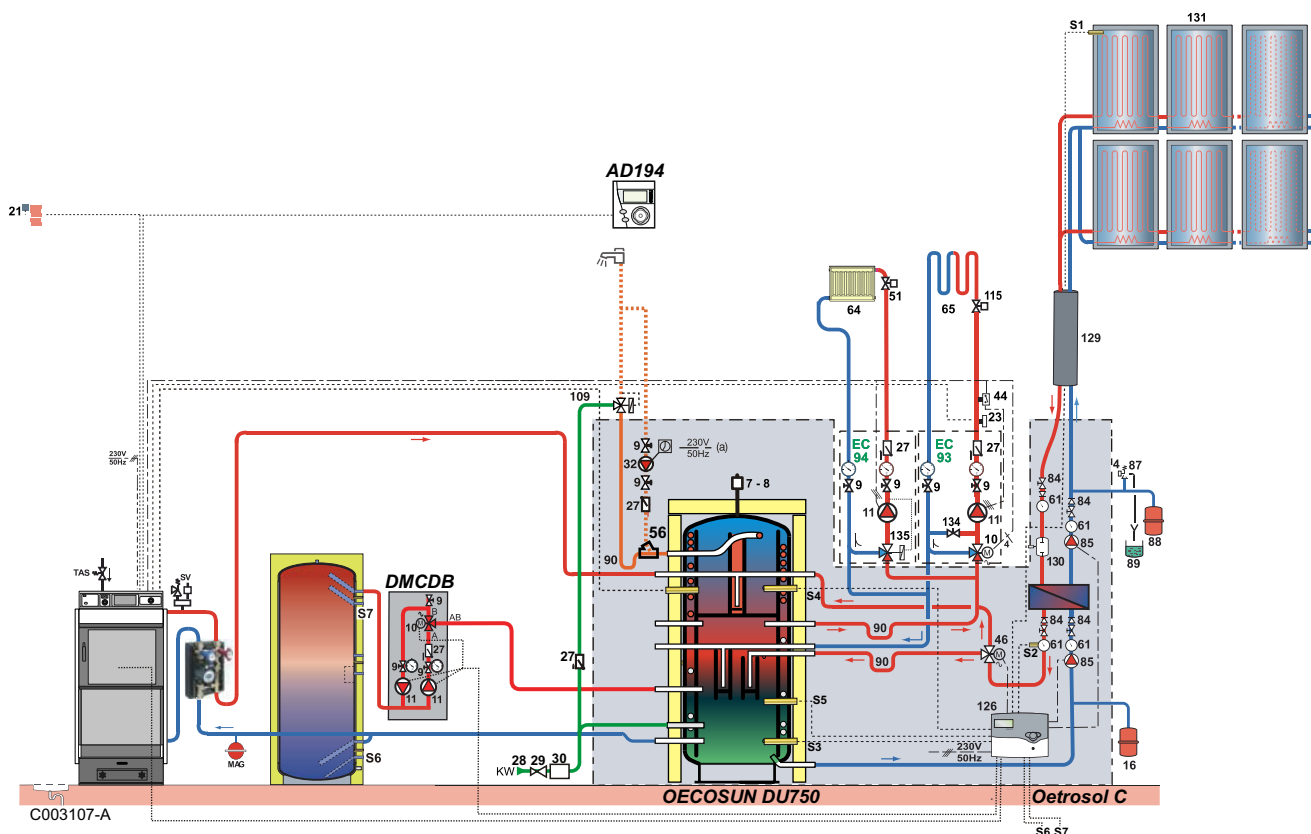 S1
131
21
AD194
51
64
65
115
129
109
44
23
230V
50Hz
9
230V
50Hz
(a)
32
9
27
EC
94
27
EC
93
27
9
9
9
9
4
87
84
61
84
61
85
88
89
7 - 8
11
11
56
135
134
10
M
4
130
90
TAS
SV
DMCDB
S7
9
B
10
M
AB
A
27
9
9
11
11
S4
90
90
46
M
84
84
S2
61
61
85
27
S5
126
S6
S3
MAG
28
29
30
KW
230V
50Hz
16
OECOSUN DU750
Oetrosol C
C003107-A
S6 S7